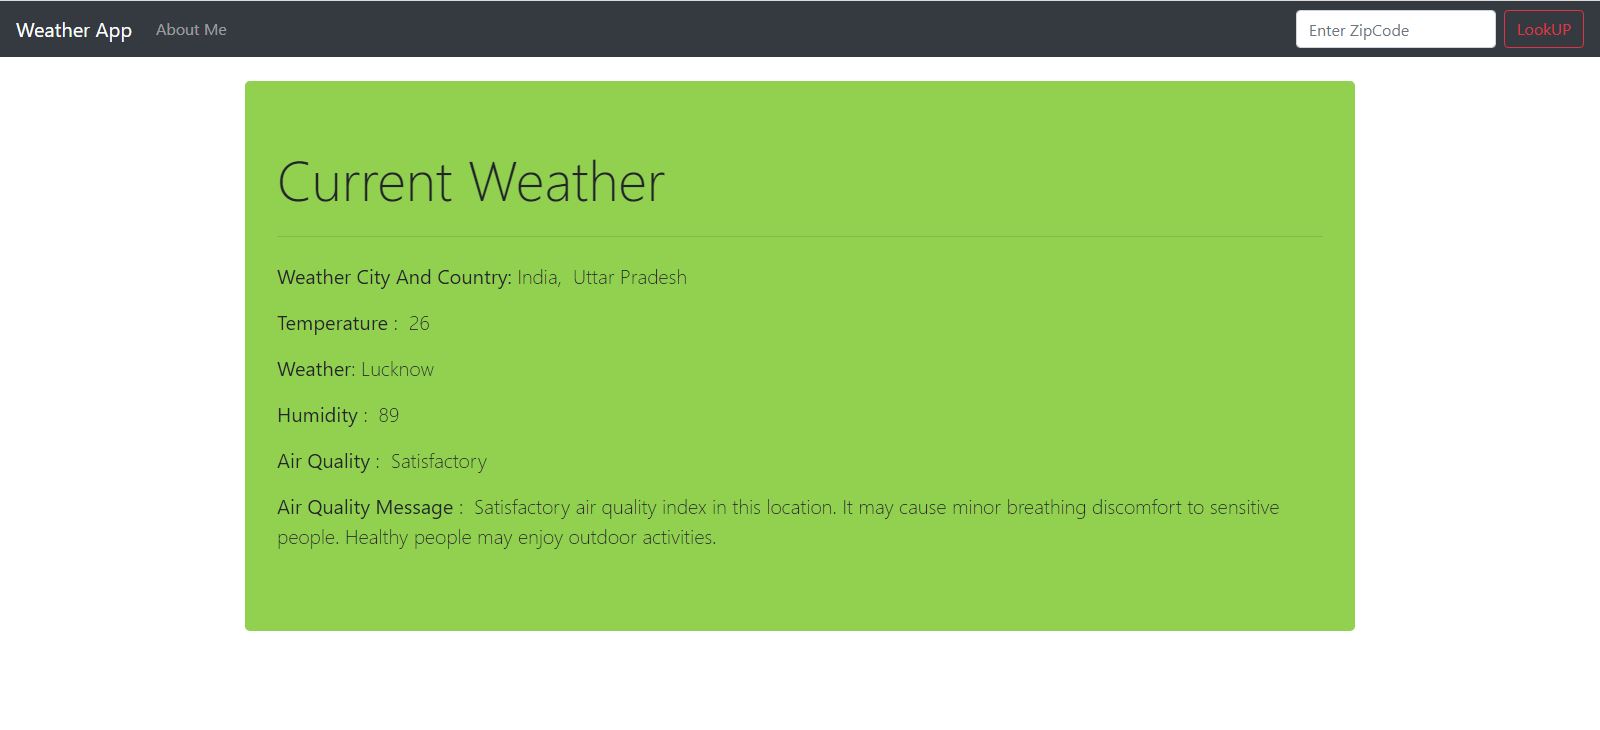 Weather App About Me Enter ZipCode LookUP
Current Weather
Weather City And Country: India, Uttar Pradesh
Temperature : 26
Weather: Lucknow
Humidity : 89
Air Quality : Satisfactory
Air Quality Message : Satisfactory air quality index in this location. It may cause minor breathing discomfort to sensitive
people. Healthy people may enjoy outdoor activities.